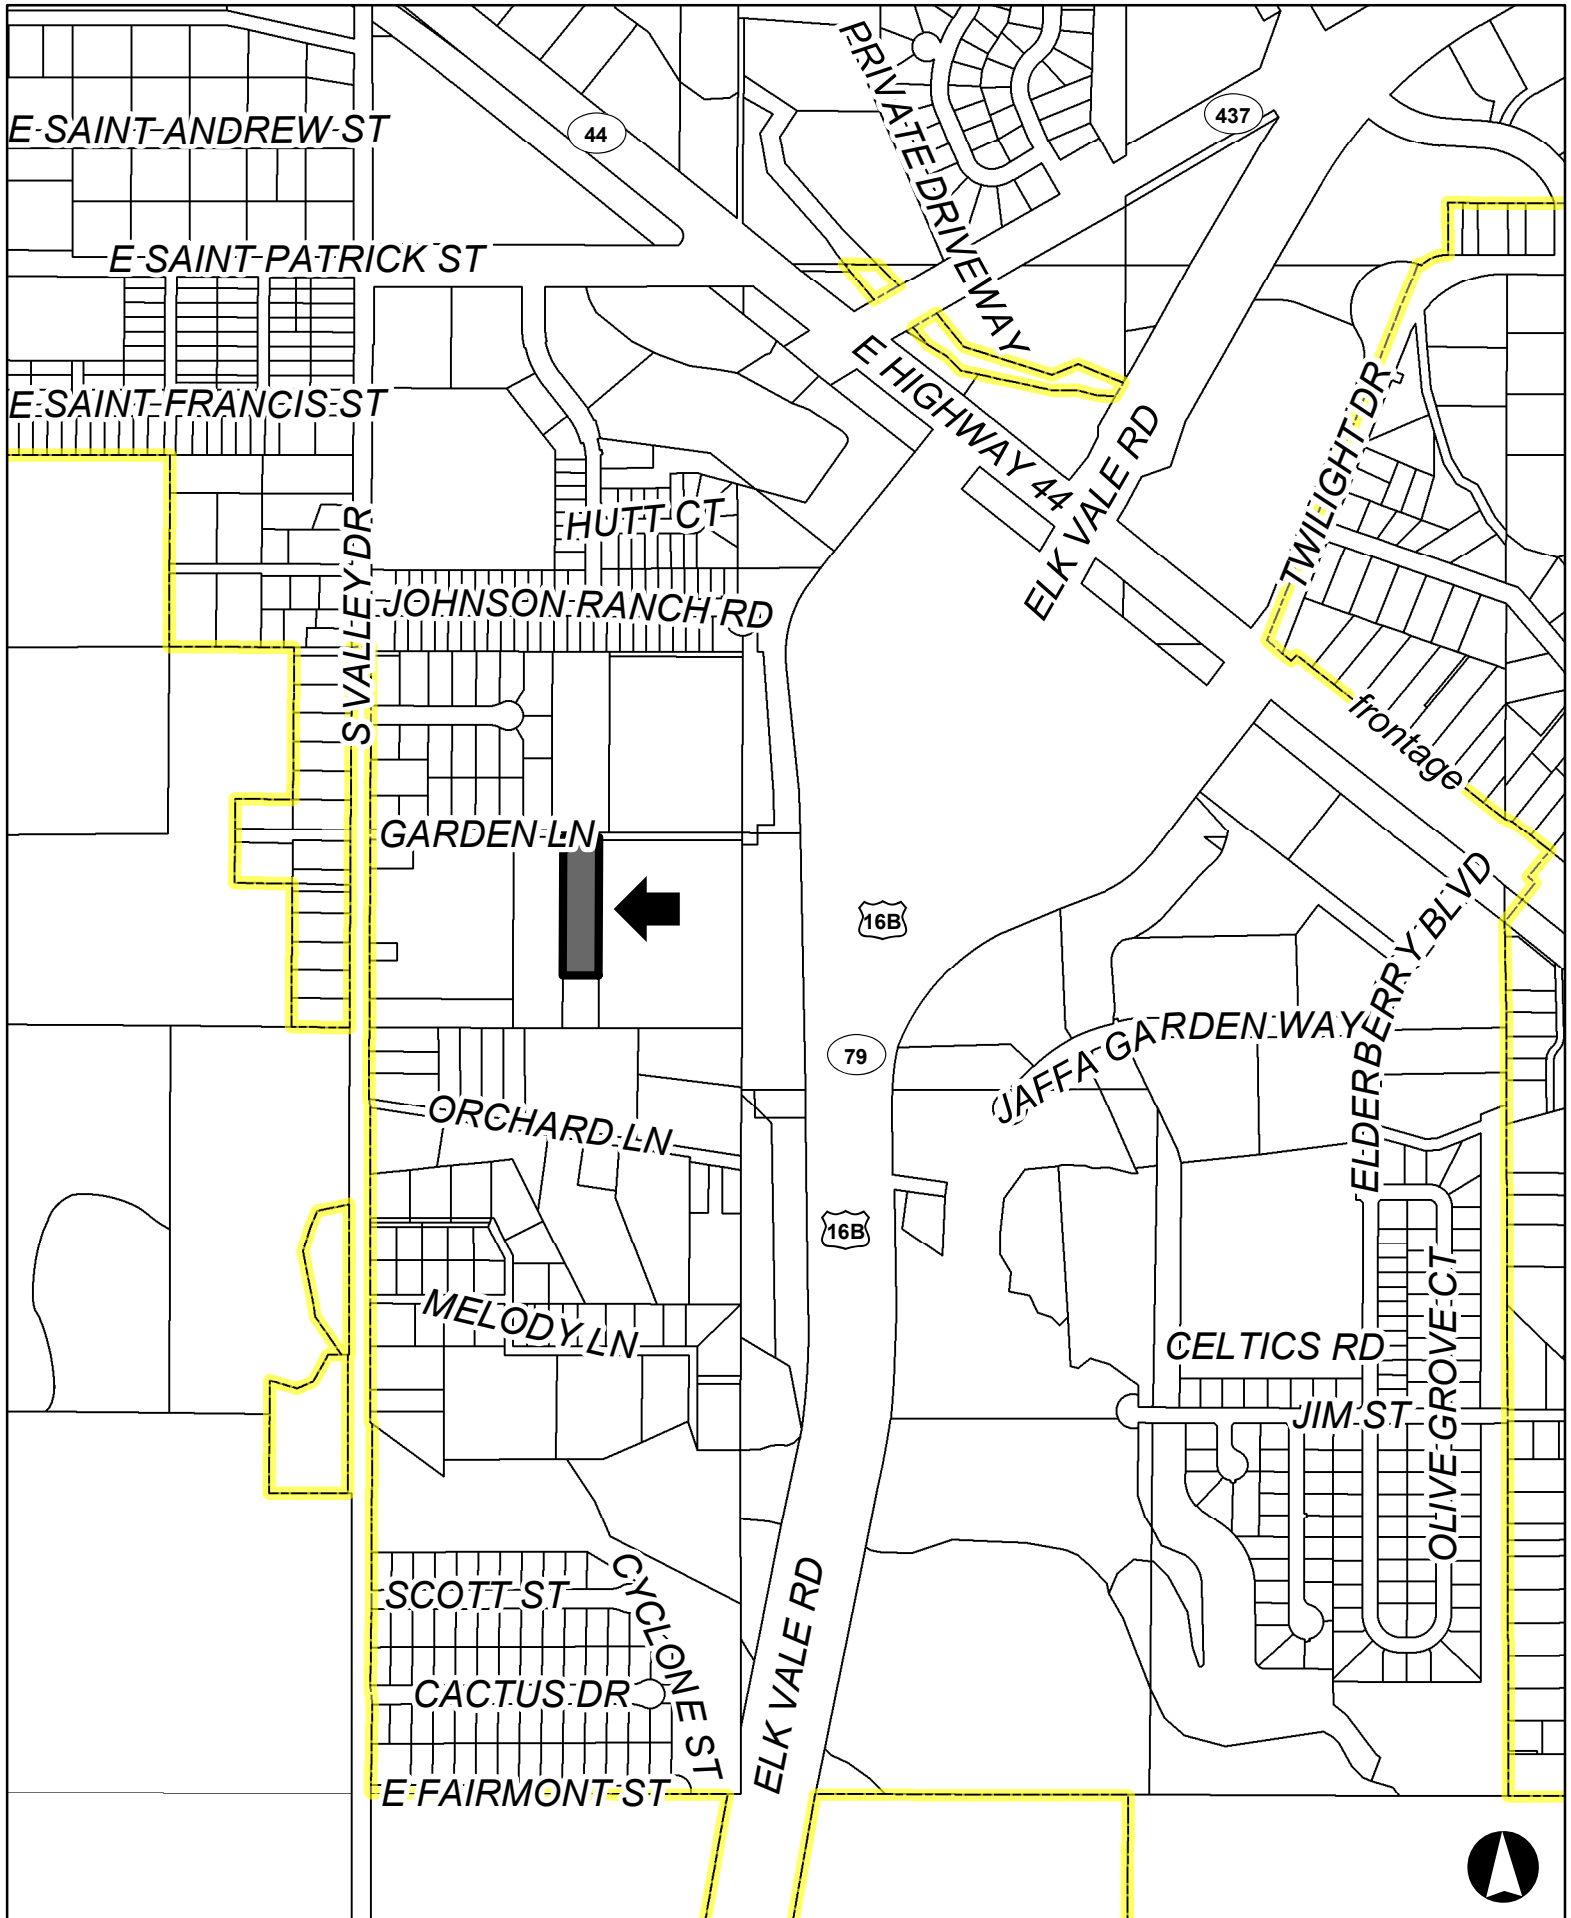 PRIVATE DRIVEWAY
437
E SAINT ANDREW ST
44
E SAINT PATRICK ST
E SAINT FRANCIS ST
E HIGHWAY 44
TWILIGHT DR
ELK VALE RD
HUTT CT
S VALLEY DR
JOHNSON RANCH RD
frontage
GARDEN LN
16B
ELDERBERRY BLVD
JAFFA GARDEN WAY
79
ORCHARD LN
16B
MELODY LN
CELTICS RD
OLIVE GROVE CT
JIM ST
SCOTT ST
CYCLONE ST
ELK VALE RD
CACTUS DR
E FAIRMONT ST